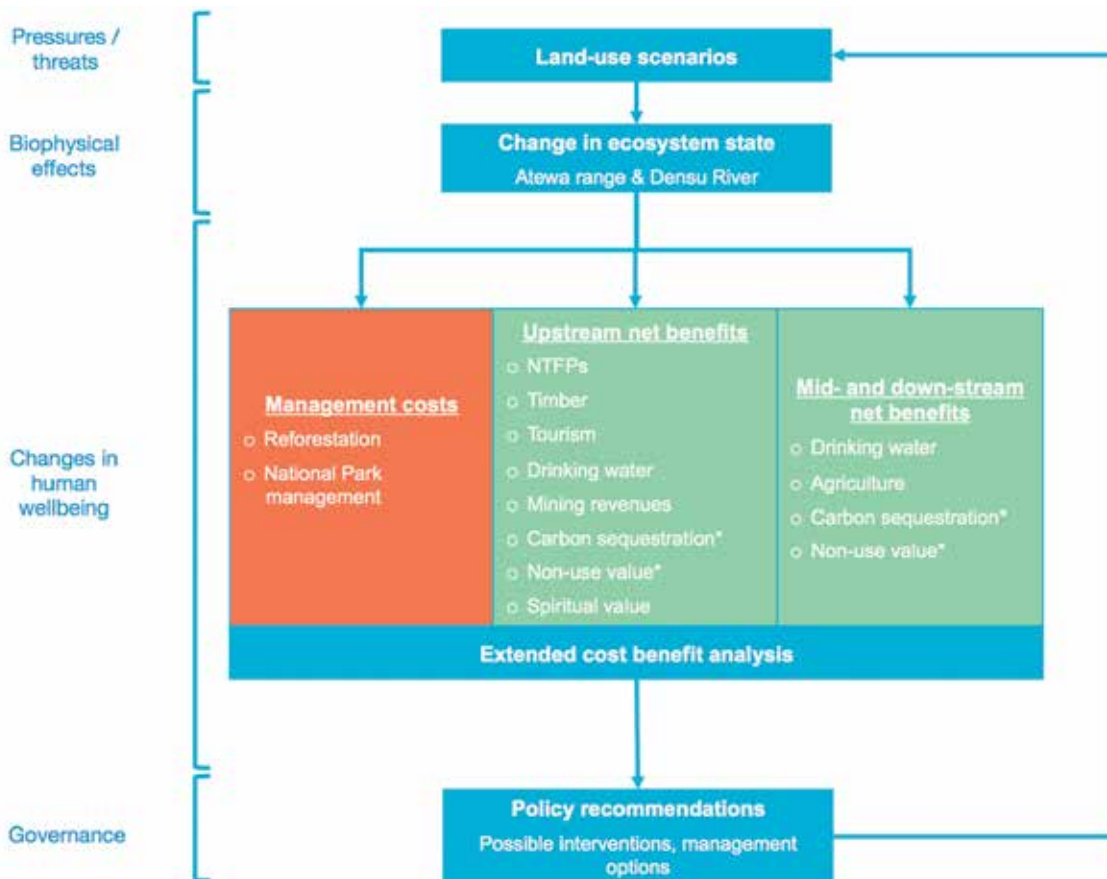 Pressures /
threats
Land-use scenarios
Biophysical
effects
Change in ecosystem state
Atewa range & Densu River
Changes in
human
wellbeing
Management costs
o Reforestation
o National Park
management
Upstream net benefits
o NTFPs
o Timber
o Tourism
o Drinking water
o Mining revenues
o Carbon sequestration*
o Non-use value*
o Spiritual value
Mid- and down-stream
net benefits
o Drinking water
o Agriculture
o Carbon sequestration*
o Non-use value*
Extended cost benefit analysis
Governance
Policy recommendations
Possible interventions, management
options